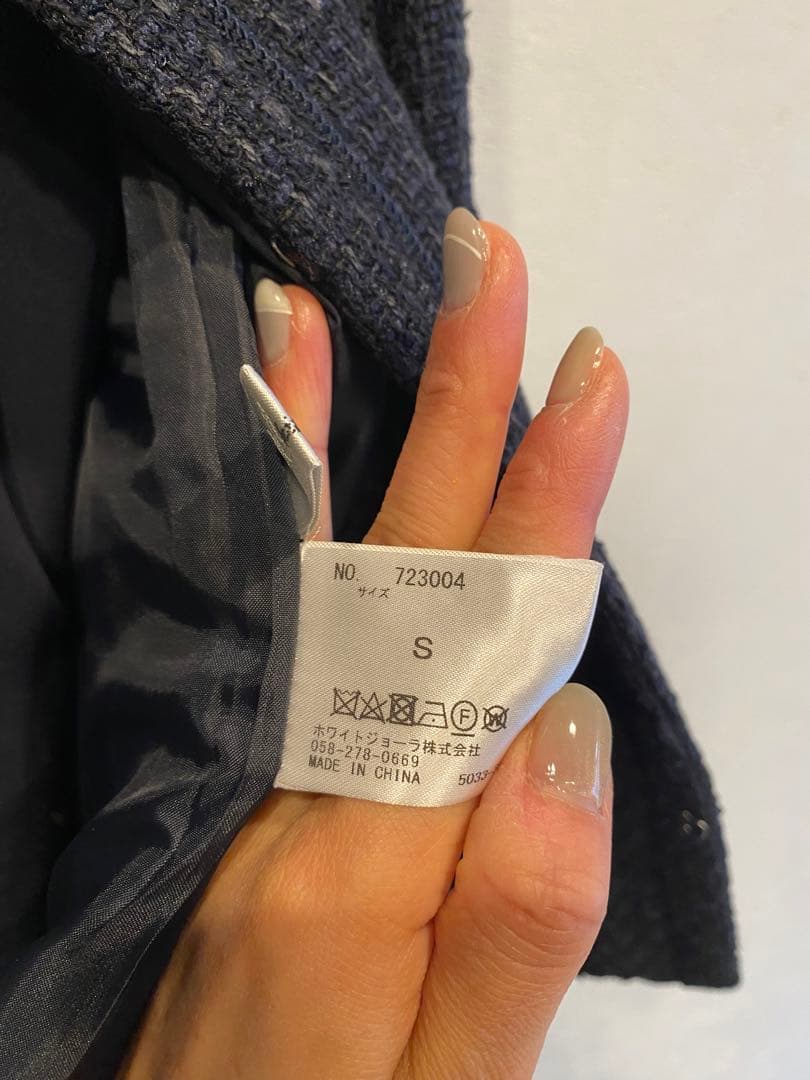 NO. 723004
サイズ
S
F W
ホワイトジョーラ株式会社
058-278-0669
MADE IN CHINA 5033-